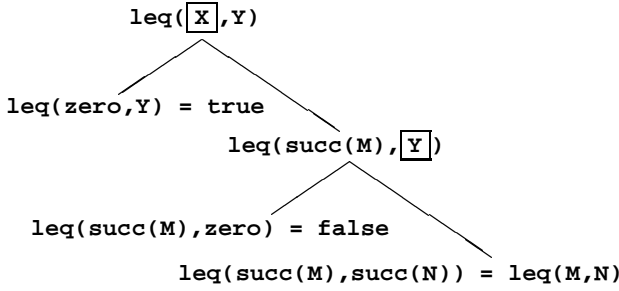 leq(X,Y)
leq(zero,Y) = true
leq(succ(M),Y)
leq(succ(M),zero) = false
leq(succ(M),succ(N)) = leq(M,N)